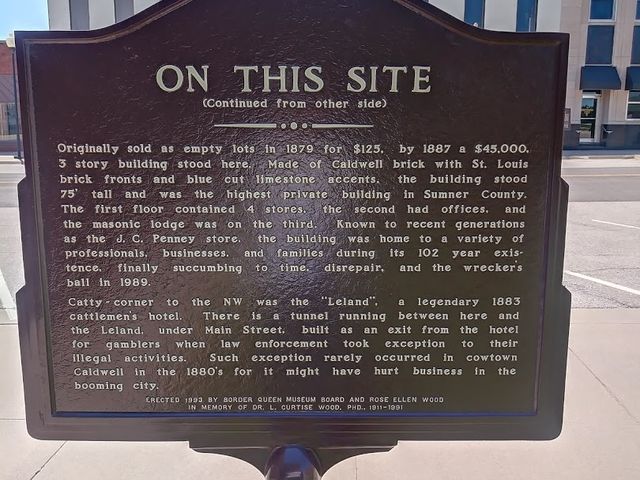 ON THIS SITE
(Continued from other side)
Originally sold as empty lots in 1879 for $125, by 1887 a $45,000,
3 story building stood here. Made of Caldwell brick with St. Louis
brick fronts and blue cut limestone accents, the building stood
75' tall and was the highest private building in Sumner County.
The first floor contained 4 stores, the second had offices, and
the masonic lodge was on the third. Known to recent generations
as the J. C. Penney store, the building was home to a variety of
professionals, businesses, and families during its 102 year exis-
tence, finally succumbing to time, disrepair, and the wrecker's
ball in 1989.
Catty-corner to the NW was the "Leland", a legendary 1883
cattlemen's hotel. There is a tunnel running between here and
the Leland, under Main Street, built as an exit from the hotel
for gamblers when law enforcement took exception to their
illegal activities. Such exception rarely occurred in cowtown
Caldwell in the 1880's for it might have hurt business in the
booming city.
ERECTED 1993 BY BORDER QUEEN MUSEUM BOARD AND ROSE ELLEN WOOD
IN MEMORY OF DR. L. CURTISE WOOD, PHD., 1911-1991